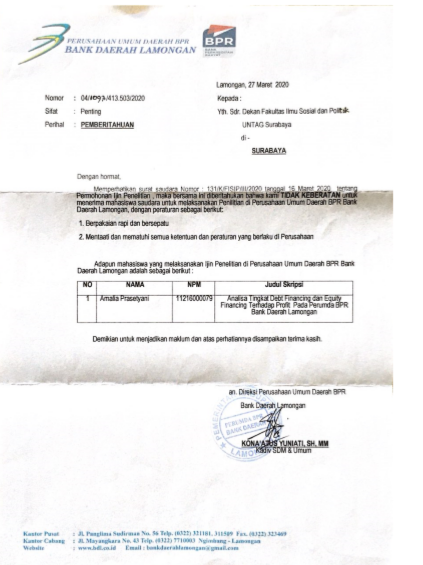 PERUSAHAAN UMUM DAERAH BPR
BANK DAERAH LAMONGAN
BPR
Lamongan, 27 Maret 2020
Nomor : /413.503/2020
Kepada :
Sifat : Penting
Yth. Sdr. Dekan Fakultas Ilmu Sosial dan Politik
Perihal : PEMBERITAHUAN
UNTAG Surabaya
di -
SURABAYA
Dengan hormat,
Memperhatikan surat saudara Nomor : 131/K/FISIP/III/2020 tanggal 16 Maret 2020 tentang
Permohonan Ijin Penelitian , maka bersama ini diberitahukan bahwa kami TIDAK KEBERATAN untuk
menerima mahasiswa saudara untuk melaksanakan Penilitian di Perusahaan Umum Daerah BPR Bank
Daerah Lamongan, dengan peraturan sebagai berikut:
1. Berpakaian rapi dan bersepatu
2. Mentaati dan mematuhi semua ketentuan dan peraturan yang berlaku di Perusahaan
Adapun mahasiswa yang melaksanakan Ijin Penelitian di Perusahaan Umum Daerah BPR Bank
Daerah Lamongan adalah sebagai berikut :
NO NAMA NPM Judul Skripsi
1 Amalia Prasetyani 11216000079 Analisa Tingkat Debt Financing dan Equity
Financing Terhadap Profit Pada Perumda BPR
Bank Daerah Lamongan
Demikian untuk menjadikan maklum dan atas perhatiannya disampaikan terima kasih.
an. Direksi Perusahaan Umum Daerah BPR
Bank Daerah Lamongan
PERUMDA BPR
BANK DAERAH
LAMO
YUNIATI, SH, MM
Kadiv SDM & Umum
Kantor Pusat : Jl. Panglima Sudirman No. 56 Telp. (0322) 321181, 311589 Fax. (0322) 323469
Kantor Cabang : Jl. Mayangkara No. 43 Telp. (0322) 7710003 Ngimbang - Lamongan
Website : www.bdl.co.id Email : bankdaerahlamongan@gmail.com